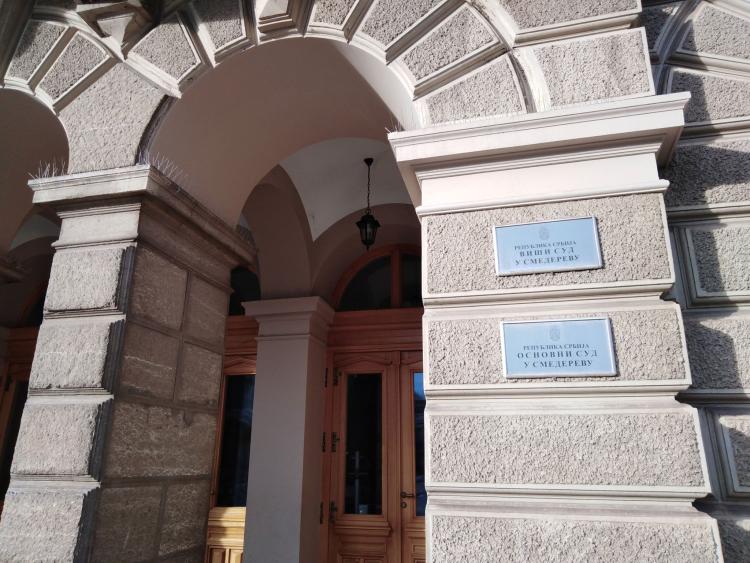 РЕПУБЛИКА СРБИЈА
ВИШИ СУД
У СМЕДЕРЕВУ
РЕПУБЛИКА СРБИЈА
ОСНОВНИ СУД
У СМЕДЕРЕВУ